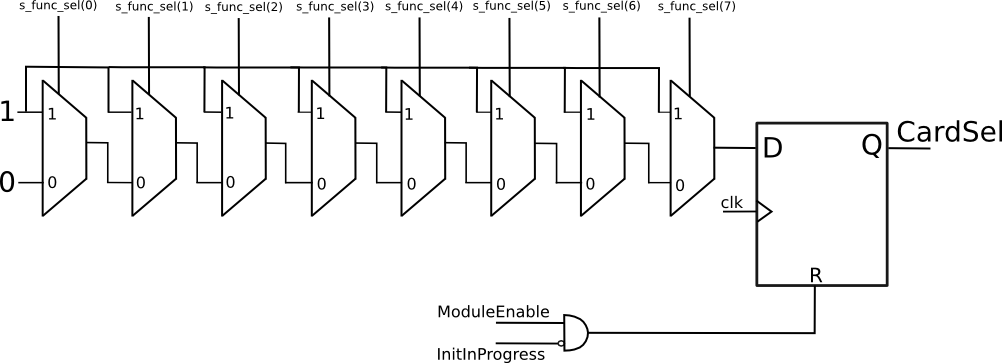 s_func_sel(0) s_func_sel(1) s_func_sel(2) s_func_sel(3) s_func_sel(4) s_func_sel(5) s_func_sel(6) s_func_sel(7)
1 1 1 1 1 1 1 1 1
CardSel
D Q
0 0 0 0 0 0 0 0 0
clk
R
ModuleEnable
InitInProgress